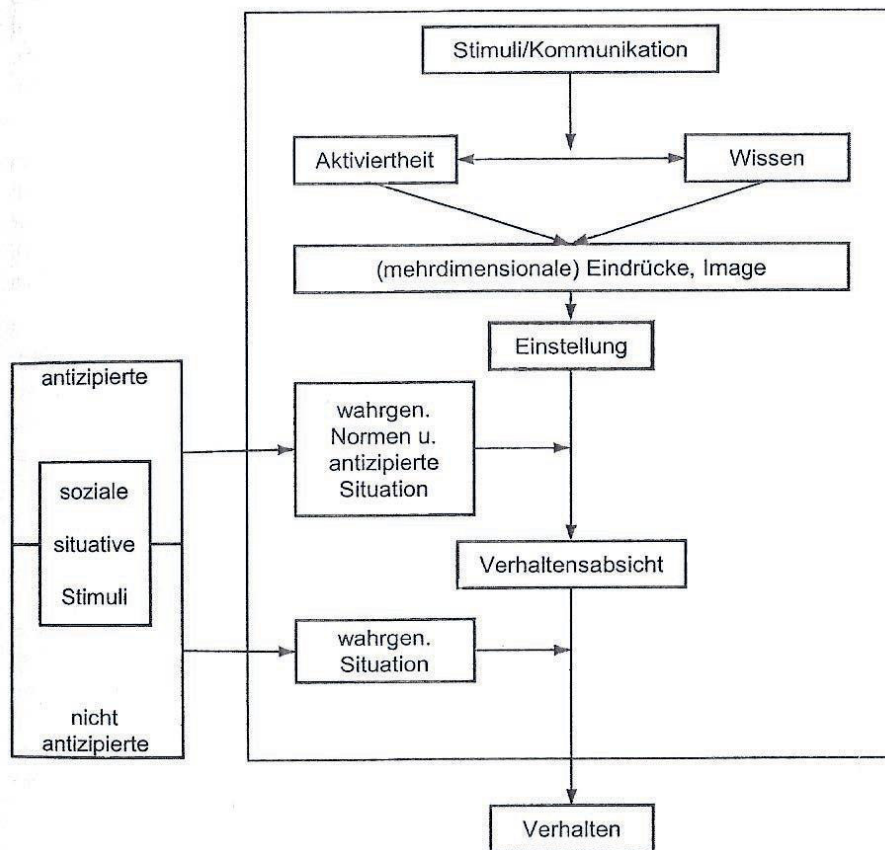 Stimuli/Kommunikation
Aktiviertheit
Wissen
(mehrdimensionale) Eindrücke, Image
Einstellung
antizipierte
soziale
situative
Stimuli
nicht
antizipierte
wahrgen.
Normen u.
antizipierte
Situation
Verhaltensabsicht
wahrgen.
Situation
Verhalten